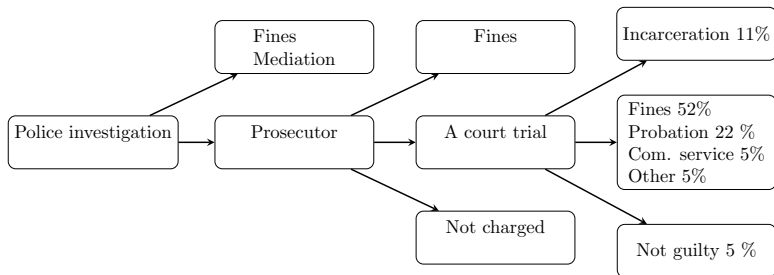 Fines
Mediation
Fines
Incarceration 11%
Police investigation
Prosecutor
A court trial
Fines 52%
Probation 22 %
Com. service 5%
Other 5%
Not charged
Not guilty 5 %